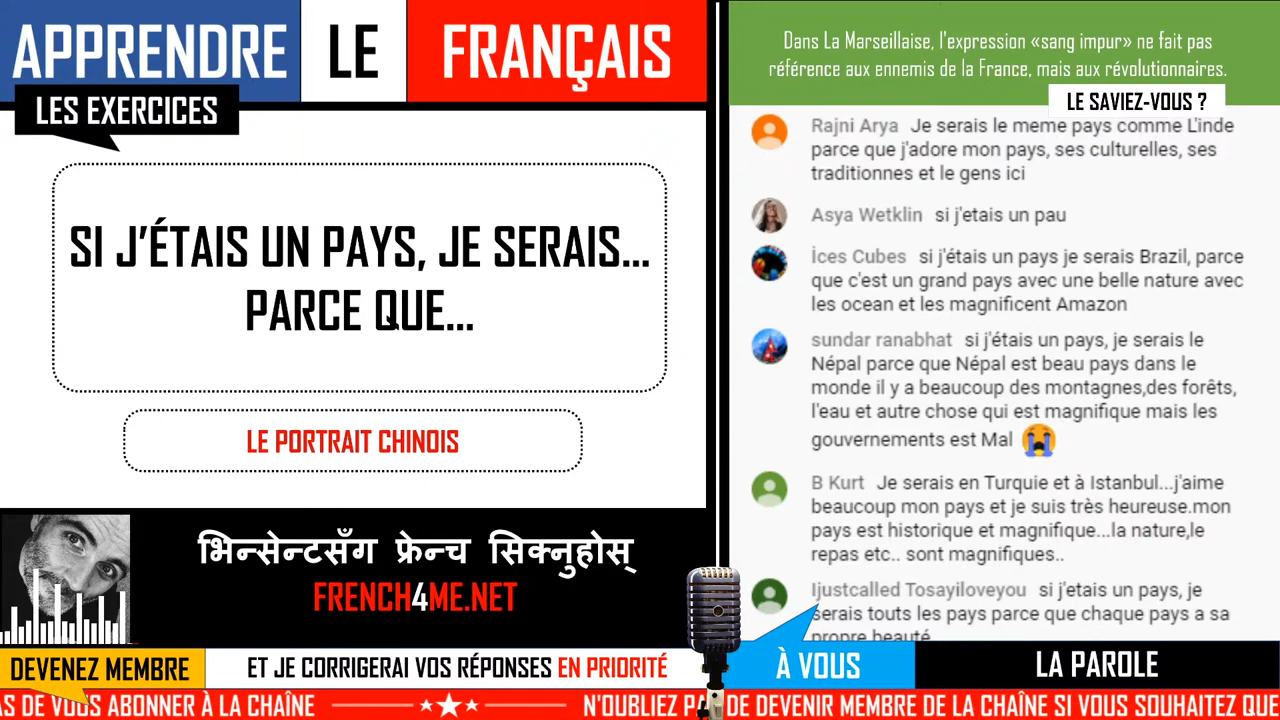 APPRENDRE LE FRANÇAIS
LES EXERCICES
SI J'ÉTAIS UN PAYS, JE SERAIS...
PARCE QUE...
LE PORTRAIT CHINOIS
भिन्सेन्टसँग फ्रेन्च सिक्नुहोस्
FRENCH4ME.NET
Dans La Marseillaise, l'expression «sang impur» ne fait pas
référence aux ennemis de la France, mais aux révolutionnaires.
LE SAVIEZ-VOUS ?
Rajni Arya Je serais le meme pays comme L'inde
parce que j'adore mon pays, ses culturelles, ses
traditionnes et le gens ici
Asya Wetklin si j'etais un pau
İces Cubes si j'étais un pays je serais Brazil, parce
que c'est un grand pays avec une belle nature avec
les ocean et les magnificent Amazon
sundar ranabhat si j'étais un pays, je serais le
Népal parce que Népal est beau pays dans le
monde il y a beaucoup des montagnes,des forêts,
l'eau et autre chose qui est magnifique mais les
gouvernements est Mal 😭
B Kurt Je serais en Turquie et à Istanbul...j'aime
beaucoup mon pays et je suis très heureuse.mon
pays est historique et magnifique...la nature,le
repas etc.. sont magnifiques..
Ijustcalled Tosayiloveyou si j'etais un pays, je
serais touts les pays parce que chaque pays a sa
propre beauté
DEVENEZ MEMBRE
ET JE CORRIGERAI VOS RÉPONSES EN PRIORITÉ
À VOUS
LA PAROLE
AS DE VOUS ABONNER À LA CHAÎNE N'OUBLIEZ PA DE DEVENIR MEMBRE DE LA CHAÎNE SI VOUS SOUHAITEZ QUE